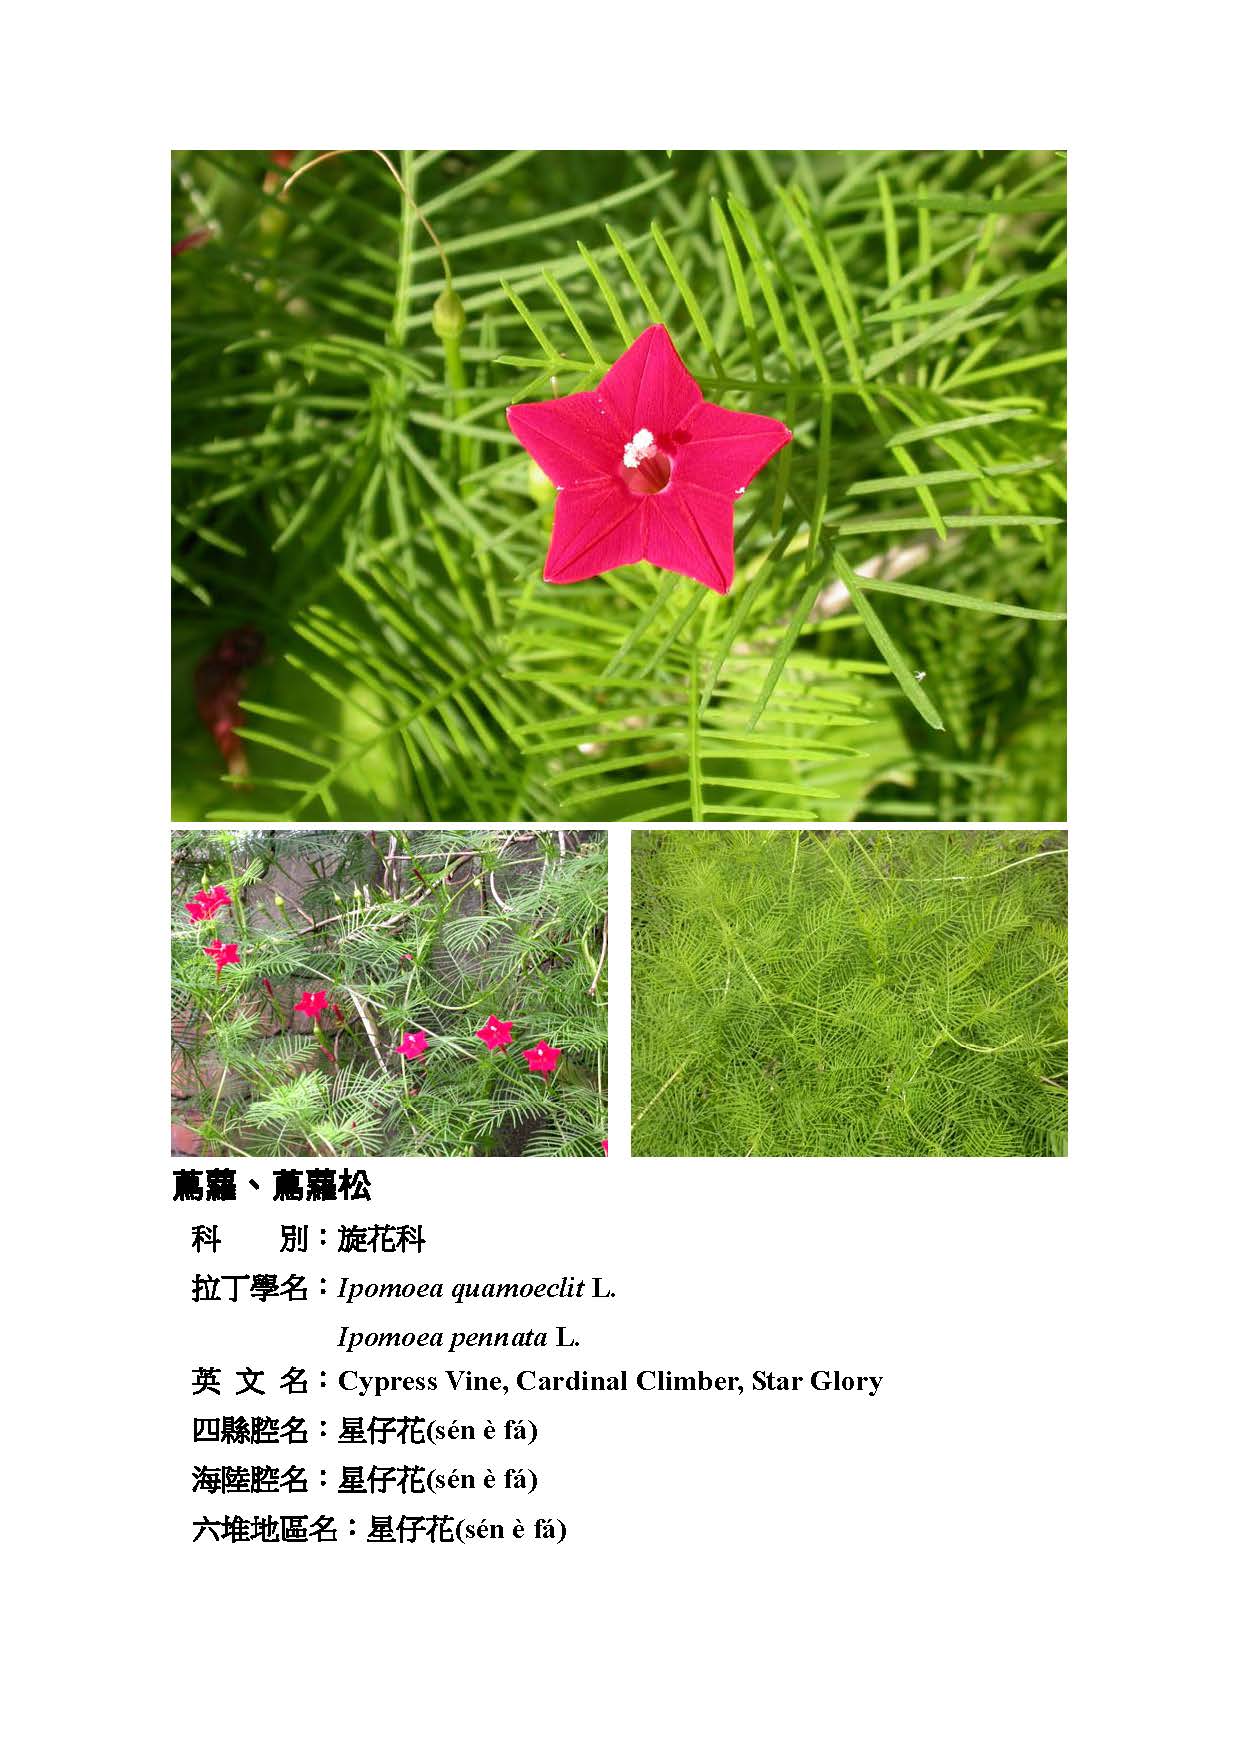 蔦蘿、蔦蘿松
科　　別：旋花科
拉丁學名：Ipomoea quamoeclit L.
Ipomoea pennata L.
英 文 名：Cypress Vine, Cardinal Climber, Star Glory
四縣腔名：星仔花(sén è fá)
海陸腔名：星仔花(sén è fá)
六堆地區名：星仔花(sén è fá)